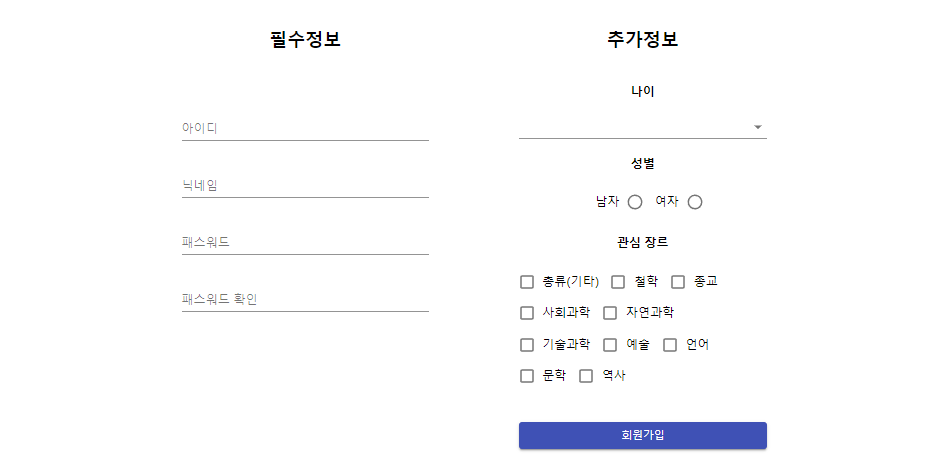 필수정보
아이디
닉네임
패스워드
패스워드 확인
추가정보
나이
성별
남자 여자
관심 장르
총류(기타) 철학 종교
사회과학 자연과학
기술과학 예술 언어
문학 역사
회원가입